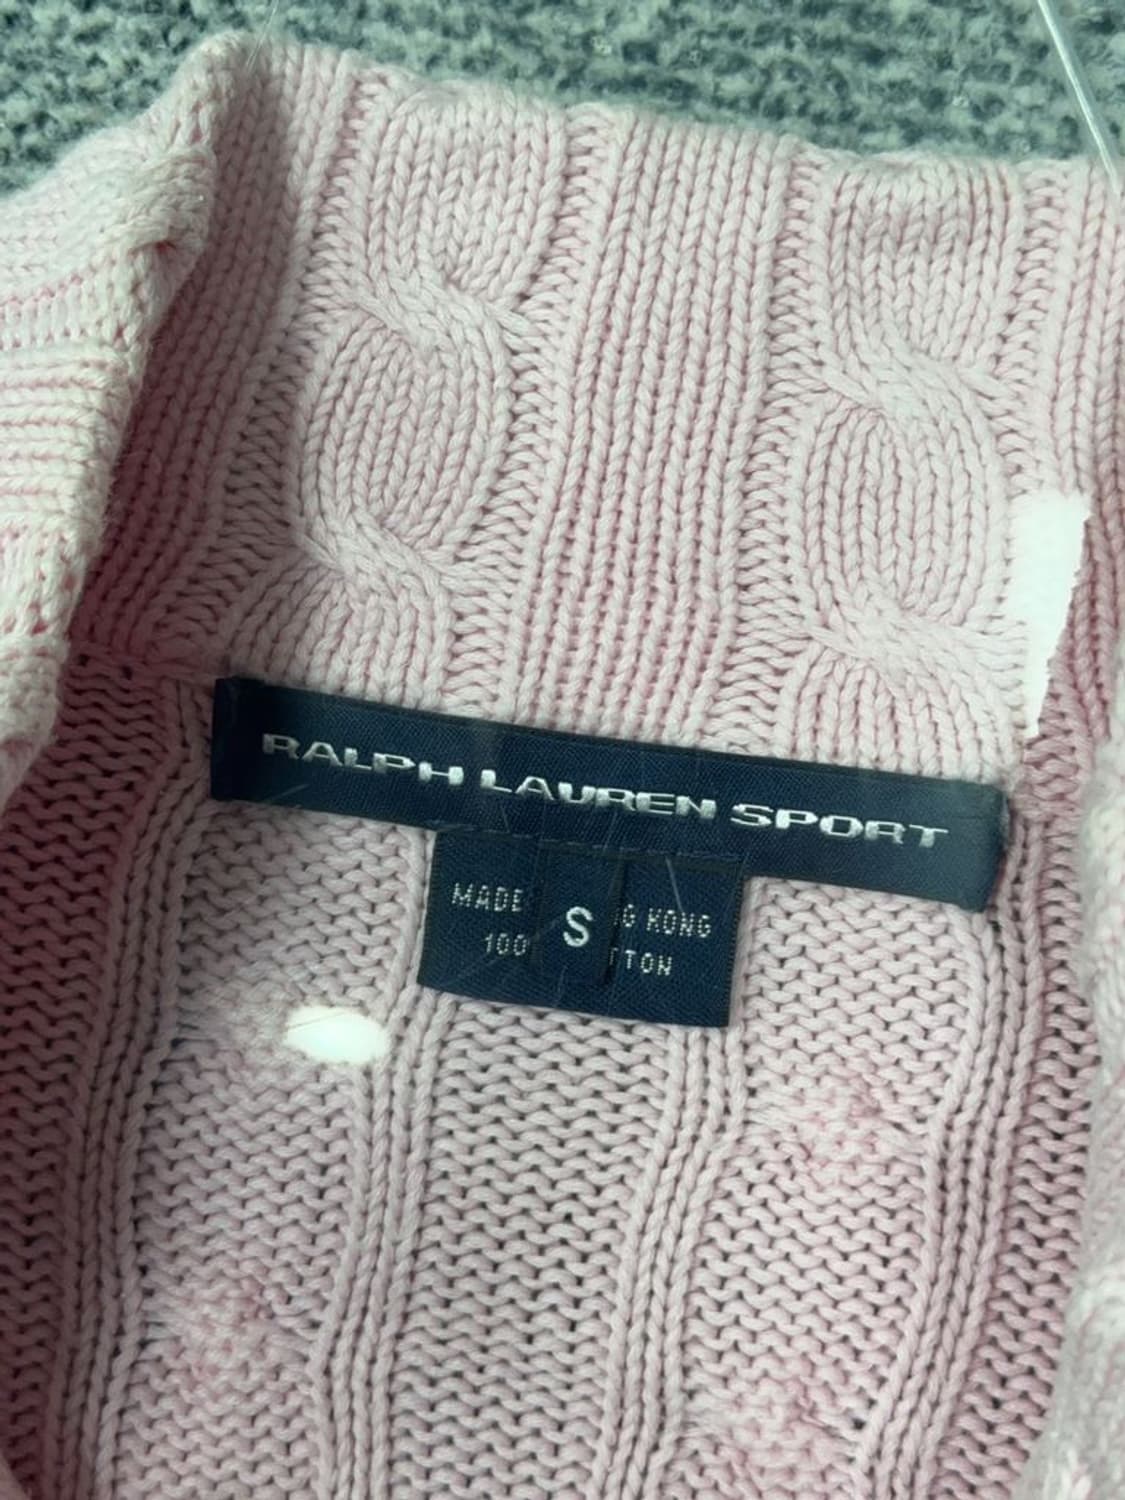 RALPH LAUREN SPORT
MADE G KONG
S
100 TTON